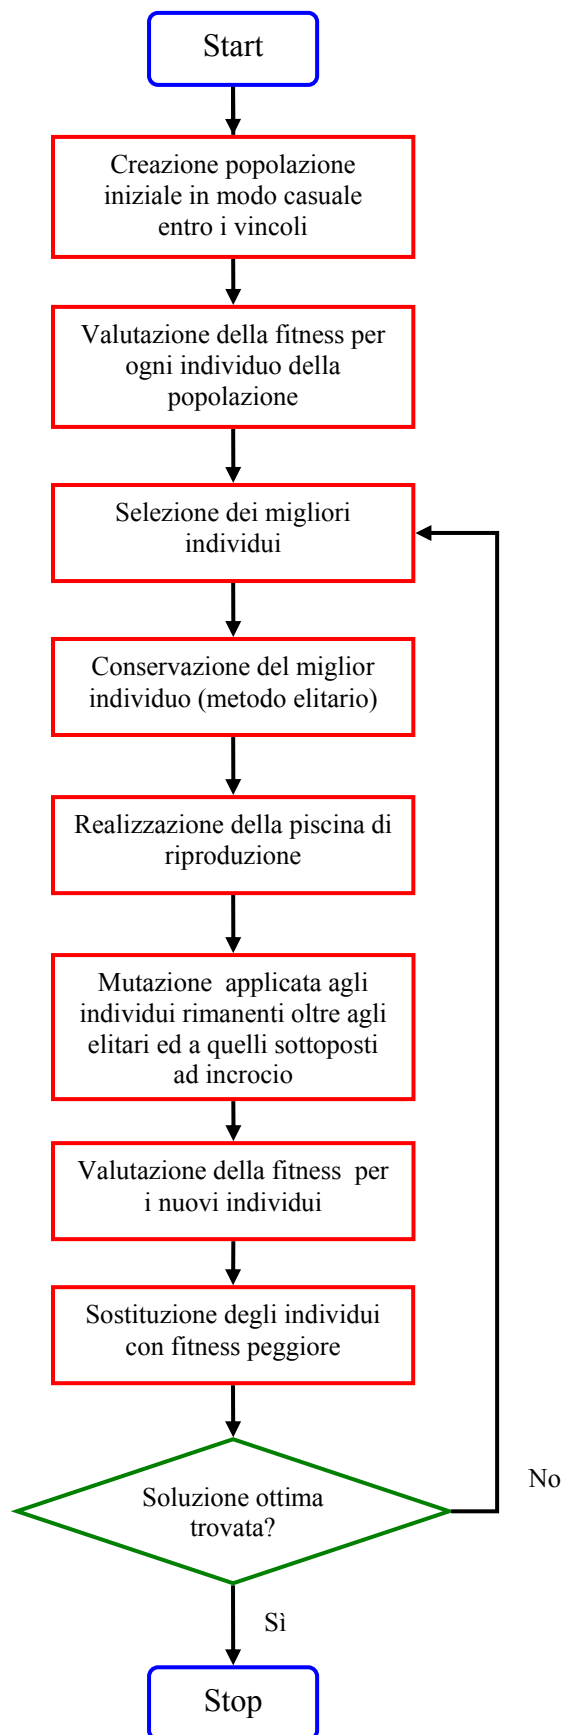 Start
Creazione popolazione
iniziale in modo casuale
entro i vincoli
Valutazione della fitness per
ogni individuo della
popolazione
Selezione dei migliori
individui
Conservazione del miglior
individuo (metodo elitario)
Realizzazione della piscina di
riproduzione
Mutazione applicata agli
individui rimanenti oltre agli
elitari ed a quelli sottoposti
ad incrocio
Valutazione della fitness per
i nuovi individui
Sostituzione degli individui
con fitness peggiore
No
Soluzione ottima
trovata?
Sì
Stop